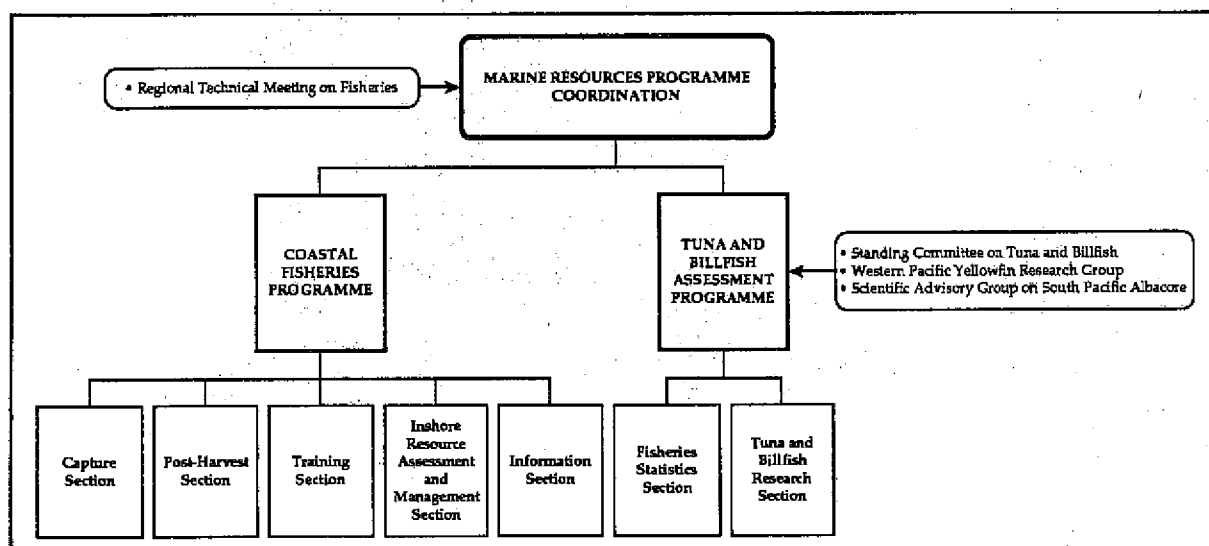 MARINE RESOURCES PROGRAMME
COORDINATION
• Regional Technical Meeting on Fisheries
COASTAL
FISHERIES
PROGRAMME
TUNA AND
BILLFISH
ASSESSMENT
PROGRAMME
• Standing Committee on Tuna and Billfish
• Western Pacific Yellowfin Research Group
• Scientific Advisory Group on South Pacific Albacore
Capture
Section
Post-Harvest
Section
Training
Section
Inshore
Resource
Assessment
and
Management
Section
Information
Section
Fisheries
Statistics
Section
Tuna and
Billfish
Research
Section